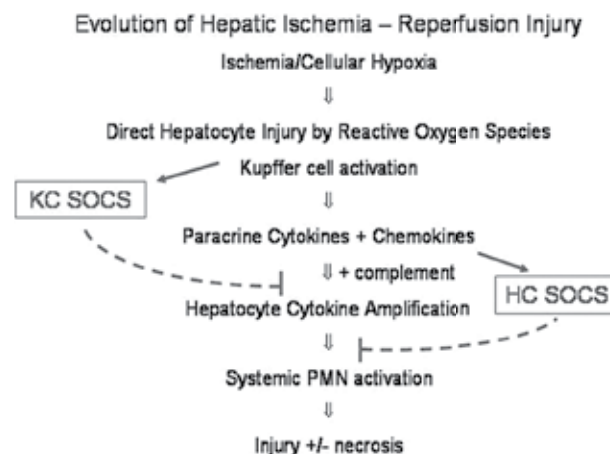 Evolution of Hepatic Ischemia – Reperfusion Injury
Ischemia/Cellular Hypoxia
⇓
Direct Hepatocyte Injury by Reactive Oxygen Species
Kupffer cell activation
KC SOCS
⇓
Paracrine Cytokines + Chemokines
⇓ + complement
HC SOCS
Hepatocyte Cytokine Amplification
⇓
Systemic PMN activation
⇓
Injury +/- necrosis